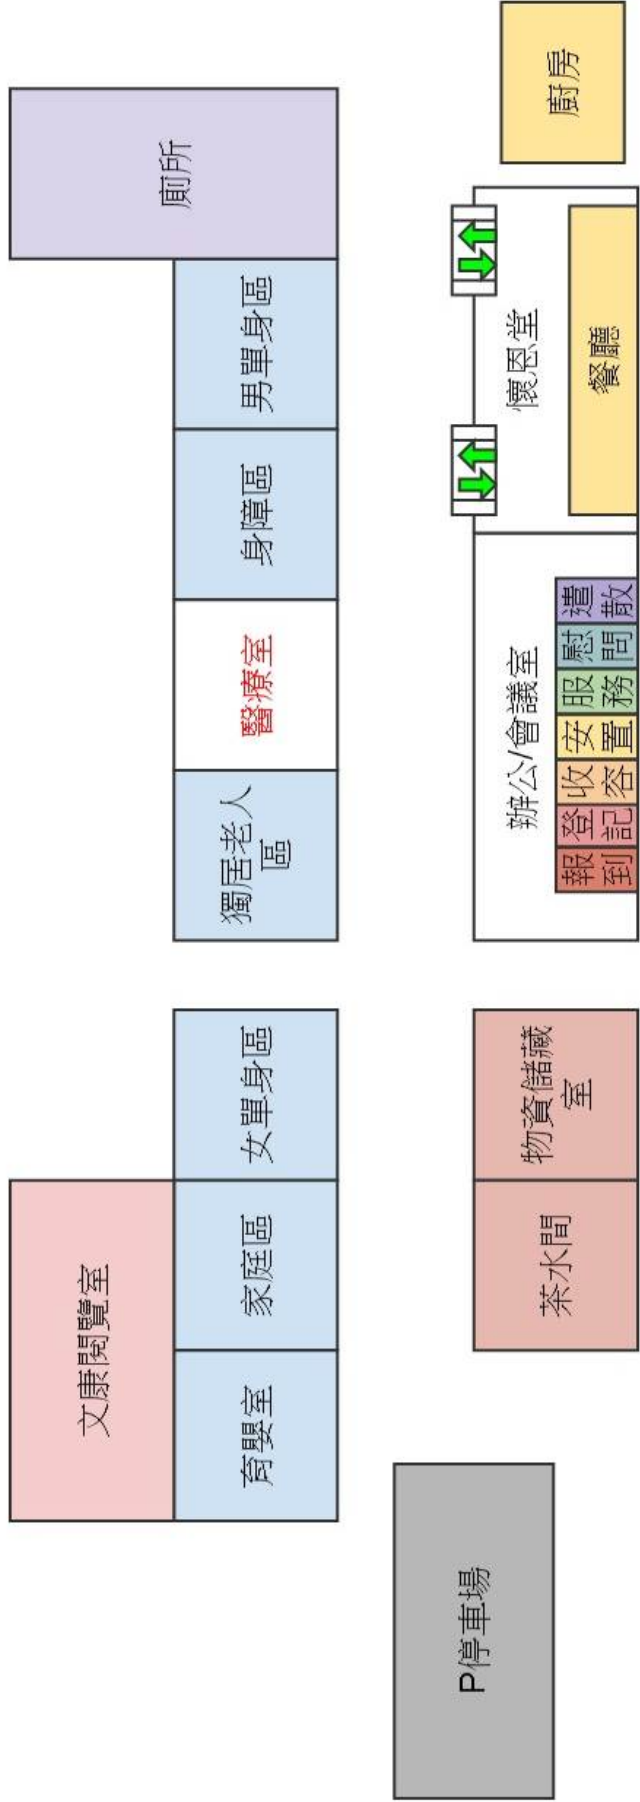 文康閱覽室
廁所
育嬰室
家庭區
女單身區
獨居老人
區
醫療室
身障區
男單身區
P停車場
茶水間
物資儲藏
室
辦公/會議室
報到
登記
收容
安置
服務
慰問
遣散
懷恩堂
餐廳
廚房